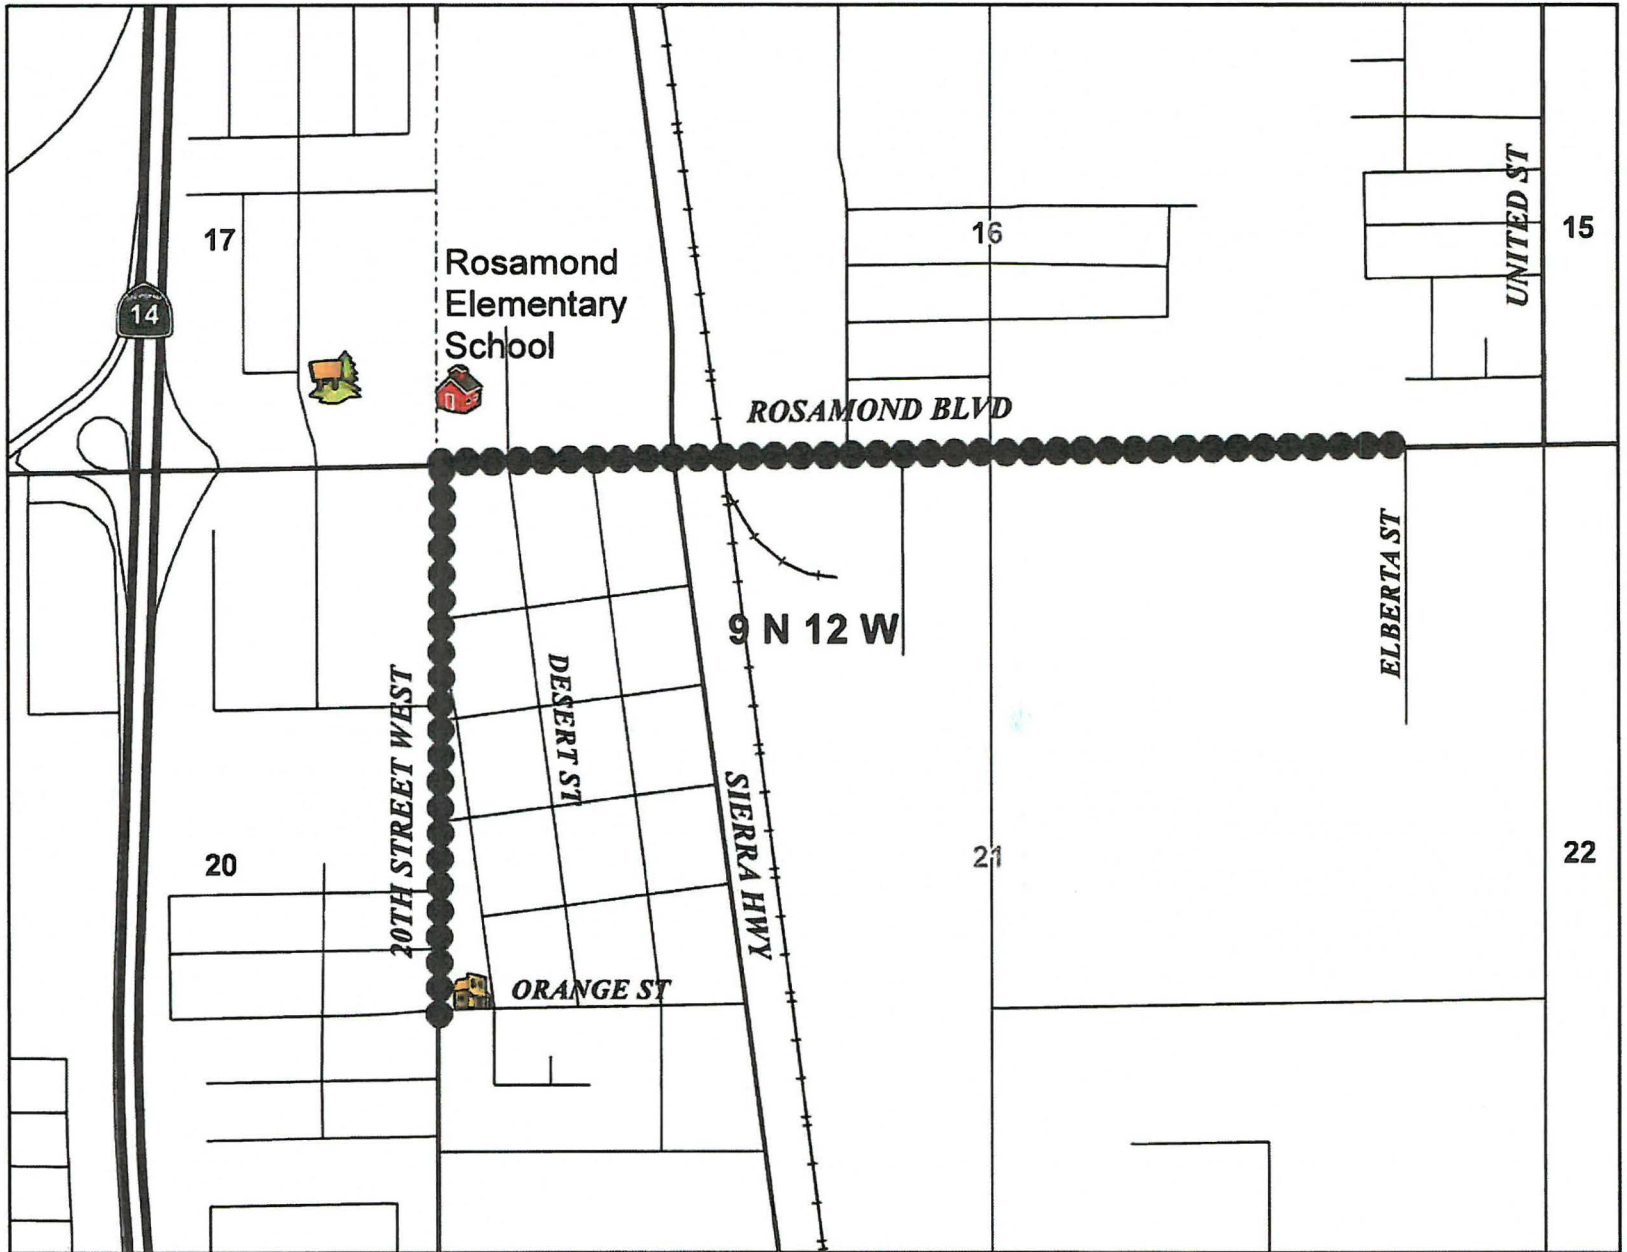 17
16
15
UNITED ST
Rosamond
Elementary
School
14
ROSAMOND BLVD
9 N 12 W
ELBERTA ST
DESERT ST
20TH STREET WEST
SIERRA HWY
20
21
22
ORANGE ST